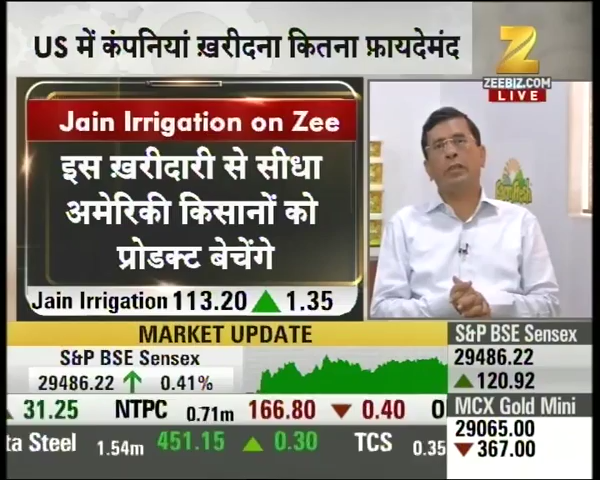 US में कंपनियां ख़रीदना कितना फ़ायदेमंद
Z
ZEEBIZ.COM
LIVE
Jain Irrigation on Zee
इस ख़रीदारी से सीधा
अमेरिकी किसानों को
प्रोडक्ट बेचेंगे
Jain Irrigation 113.20 ▲ 1.35
MARKET UPDATE
S&P BSE Sensex
29486.22 ↑ 0.41%
S&P BSE Sensex
29486.22
▲ 120.92
MCX Gold Mini
29065.00
▼ 367.00
31.25 NTPC 0.71m 166.80 ▼ 0.40 0
ta Steel 1.54m 451.15 ▲ 0.30 TCS 0.35